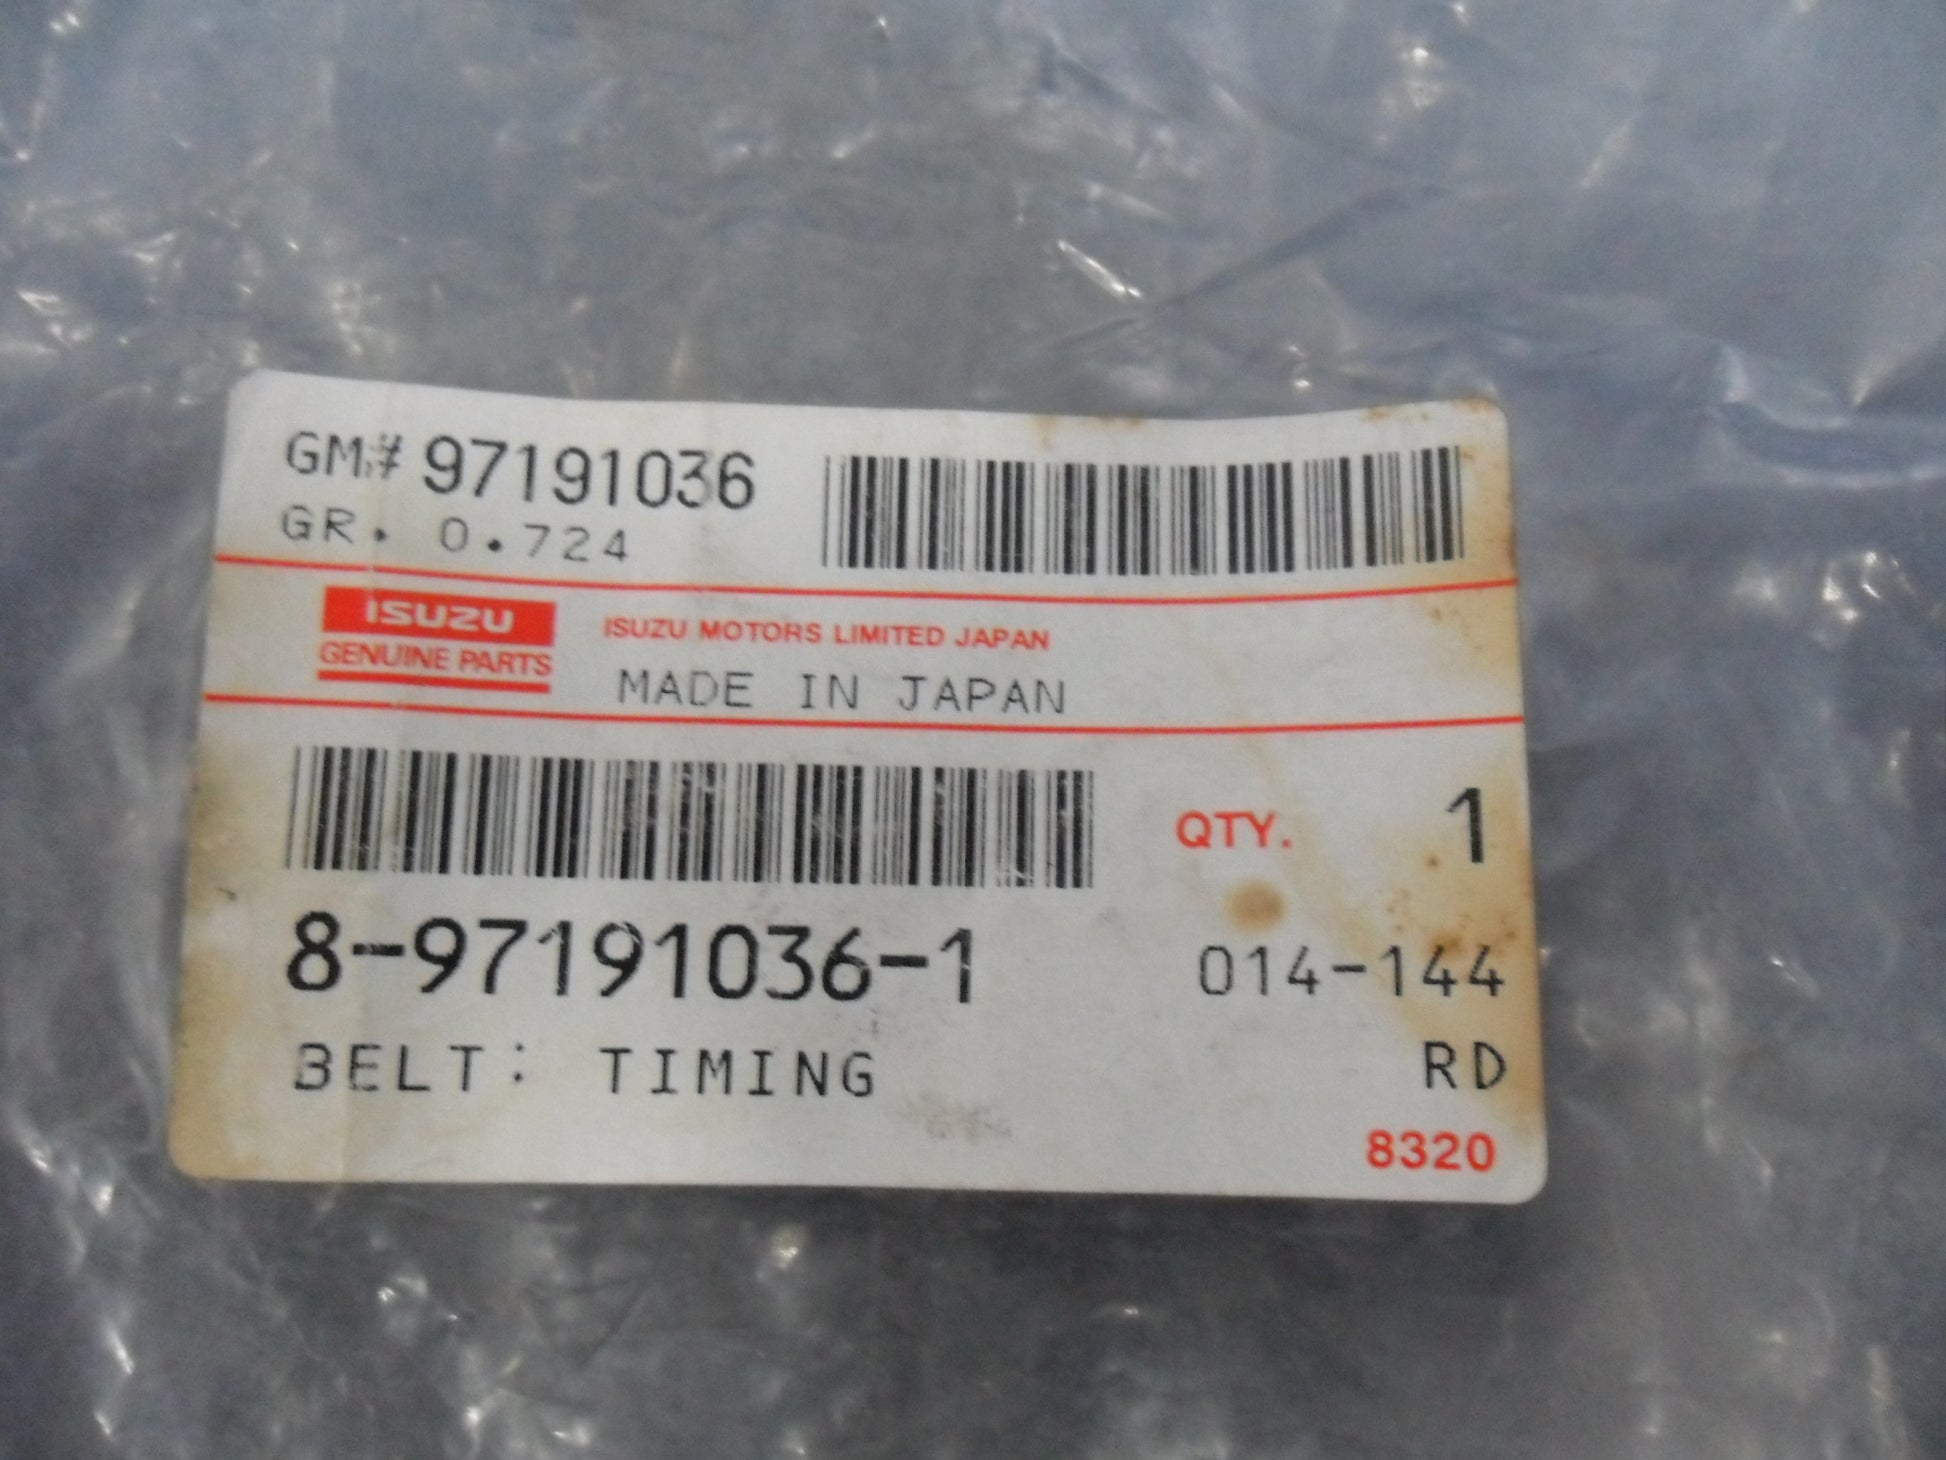 GM# 97191036
GR. 0.724
ISUZU
GENUINE PARTS
ISUZU MOTORS LIMITED JAPAN
MADE IN JAPAN
QTY. 1
8-97191036-1
014-144
BELT: TIMING
RD
8320